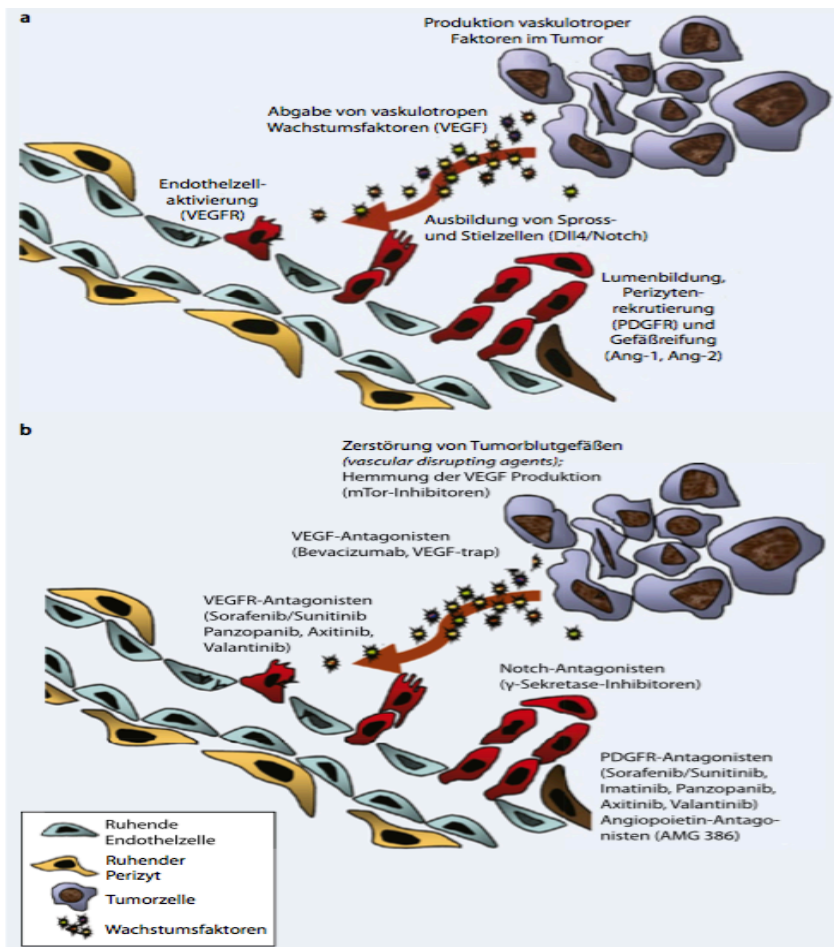 a
Produktion vaskulotroper
Faktoren im Tumor
Abgabe von vaskulotropen
Wachstumsfaktoren (VEGF)
Endothelzell-
aktivierung
(VEGFR)
Ausbildung von Spross-
und Stielzellen (Dll4/Notch)
Lumenbildung,
Perizyten-
rekrutierung
(PDGFR) und
Gefäßreifung
(Ang-1, Ang-2)
b
Zerstörung von Tumorblutgefäßen
(vascular disrupting agents);
Hemmung der VEGF Produktion
(mTor-Inhibitoren)
VEGF-Antagonisten
(Bevacizumab, VEGF-trap)
VEGFR-Antagonisten
(Sorafenib/Sunitinib
Panzopanib, Axitinib,
Valantinib)
Notch-Antagonisten
(γ-Sekretase-Inhibitoren)
PDGFR-Antagonisten
(Sorafenib/Sunitinib,
Imatinib, Panzopanib,
Axitinib, Valantinib)
Angiopoietin-Antago-
nisten (AMG 386)
Ruhende
Endothelzelle
Ruhender
Perizyt
Tumorzelle
Wachstumsfaktoren